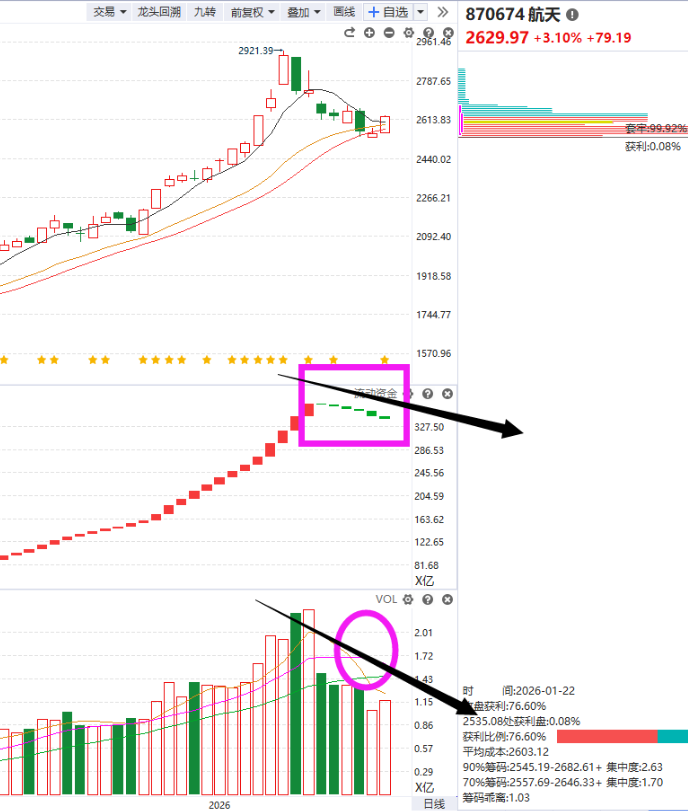 交易 龙头回溯 九转 前复权 叠加 画线 +自选
870674 航天
2629.97 +3.10% +79.19
2961.46
2921.39
2787.65
2613.83
套牢:99.92%
获利:0.08%
2440.02
2266.21
2092.40
1918.58
1744.77
1570.96
流动资金
327.50
286.53
245.56
204.59
163.62
122.65
81.68
X亿
VOL
2.01
1.72
1.43
1.15
0.86
0.57
0.29
X亿
2026
日线
时 间:2026-01-22
盘获利:76.60%
2535.08处获利盘:0.08%
获利比例:76.60%
平均成本:2603.12
90%筹码:2545.19-2682.61+ 集中度:2.63
70%筹码:2557.69-2646.33+ 集中度:1.70
筹码乖离:1.03